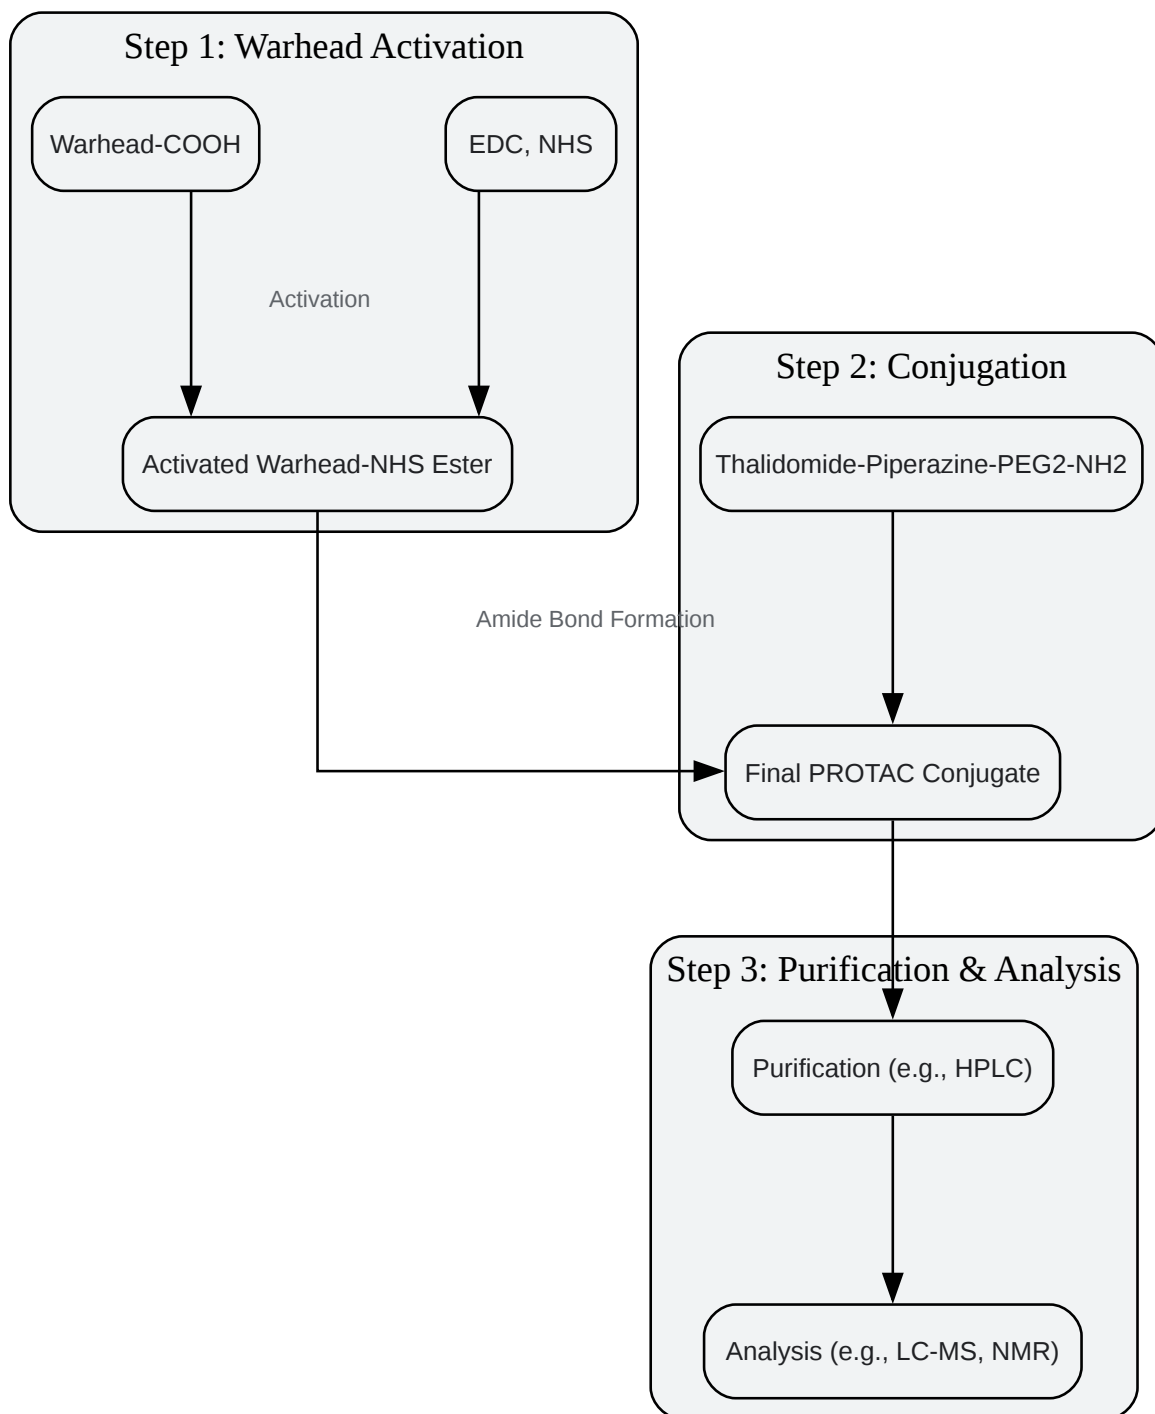 Step 1: Warhead Activation
Warhead-COOH
EDC, NHS
Activation
Activated Warhead-NHS Ester
Step 2: Conjugation
Thalidomide-Piperazine-PEG2-NH2
Amide Bond Formation
Final PROTAC Conjugate
Step 3: Purification & Analysis
Purification (e.g., HPLC)
Analysis (e.g., LC-MS, NMR)